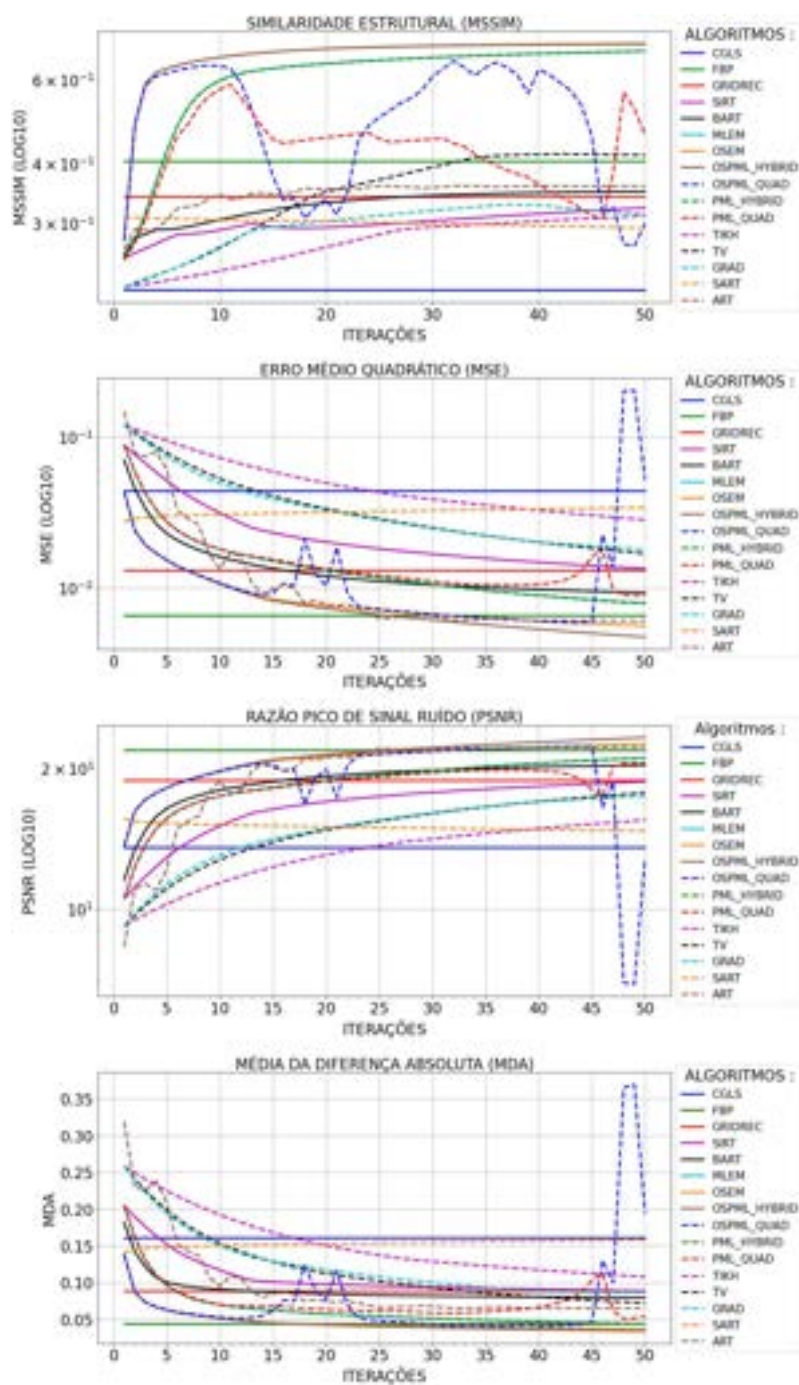 SIMILARIDADE ESTRUTURAL (MSSIM)
MSSIM (LOG10)
6 × 10⁻¹
4 × 10⁻¹
3 × 10⁻¹
0 10 20 30 40 50
ITERAÇÕES
ALGORITMOS :
CGLS
FBP
GRIDREC
SIRT
BART
MLEM
OSEM
OSPML_HYBRID
OSPML_QUAD
PML_HYBRID
PML_QUAD
TIKH
TV
GRAD
SART
ART
ERRO MÉDIO QUADRÁTICO (MSE)
MSE (LOG10)
10⁻¹
10⁻²
0 5 10 15 20 25 30 35 40 45 50
ITERAÇÕES
ALGORITMOS :
CGLS
FBP
GRIDREC
SIRT
BART
MLEM
OSEM
OSPML_HYBRID
OSPML_QUAD
PML_HYBRID
PML_QUAD
TIKH
TV
GRAD
SART
ART
RAZÃO PICO DE SINAL RUÍDO (PSNR)
PSNR (LOG10)
2 × 10¹
10¹
0 5 10 15 20 25 30 35 40 45 50
ITERAÇÕES
Algoritmos :
CGLS
FBP
GRIDREC
SIRT
BART
MLEM
OSEM
OSPML_HYBRID
OSPML_QUAD
PML_HYBRID
PML_QUAD
TIKH
TV
GRAD
SART
ART
MÉDIA DA DIFERENÇA ABSOLUTA (MDA)
MDA
0.35
0.30
0.25
0.20
0.15
0.10
0.05
0 5 10 15 20 25 30 35 40 45 50
ITERAÇÕES
ALGORITMOS :
CGLS
FBP
GRIDREC
SIRT
BART
MLEM
OSEM
OSPML_HYBRID
OSPML_QUAD
PML_HYBRID
PML_QUAD
TIKH
TV
GRAD
SART
ART